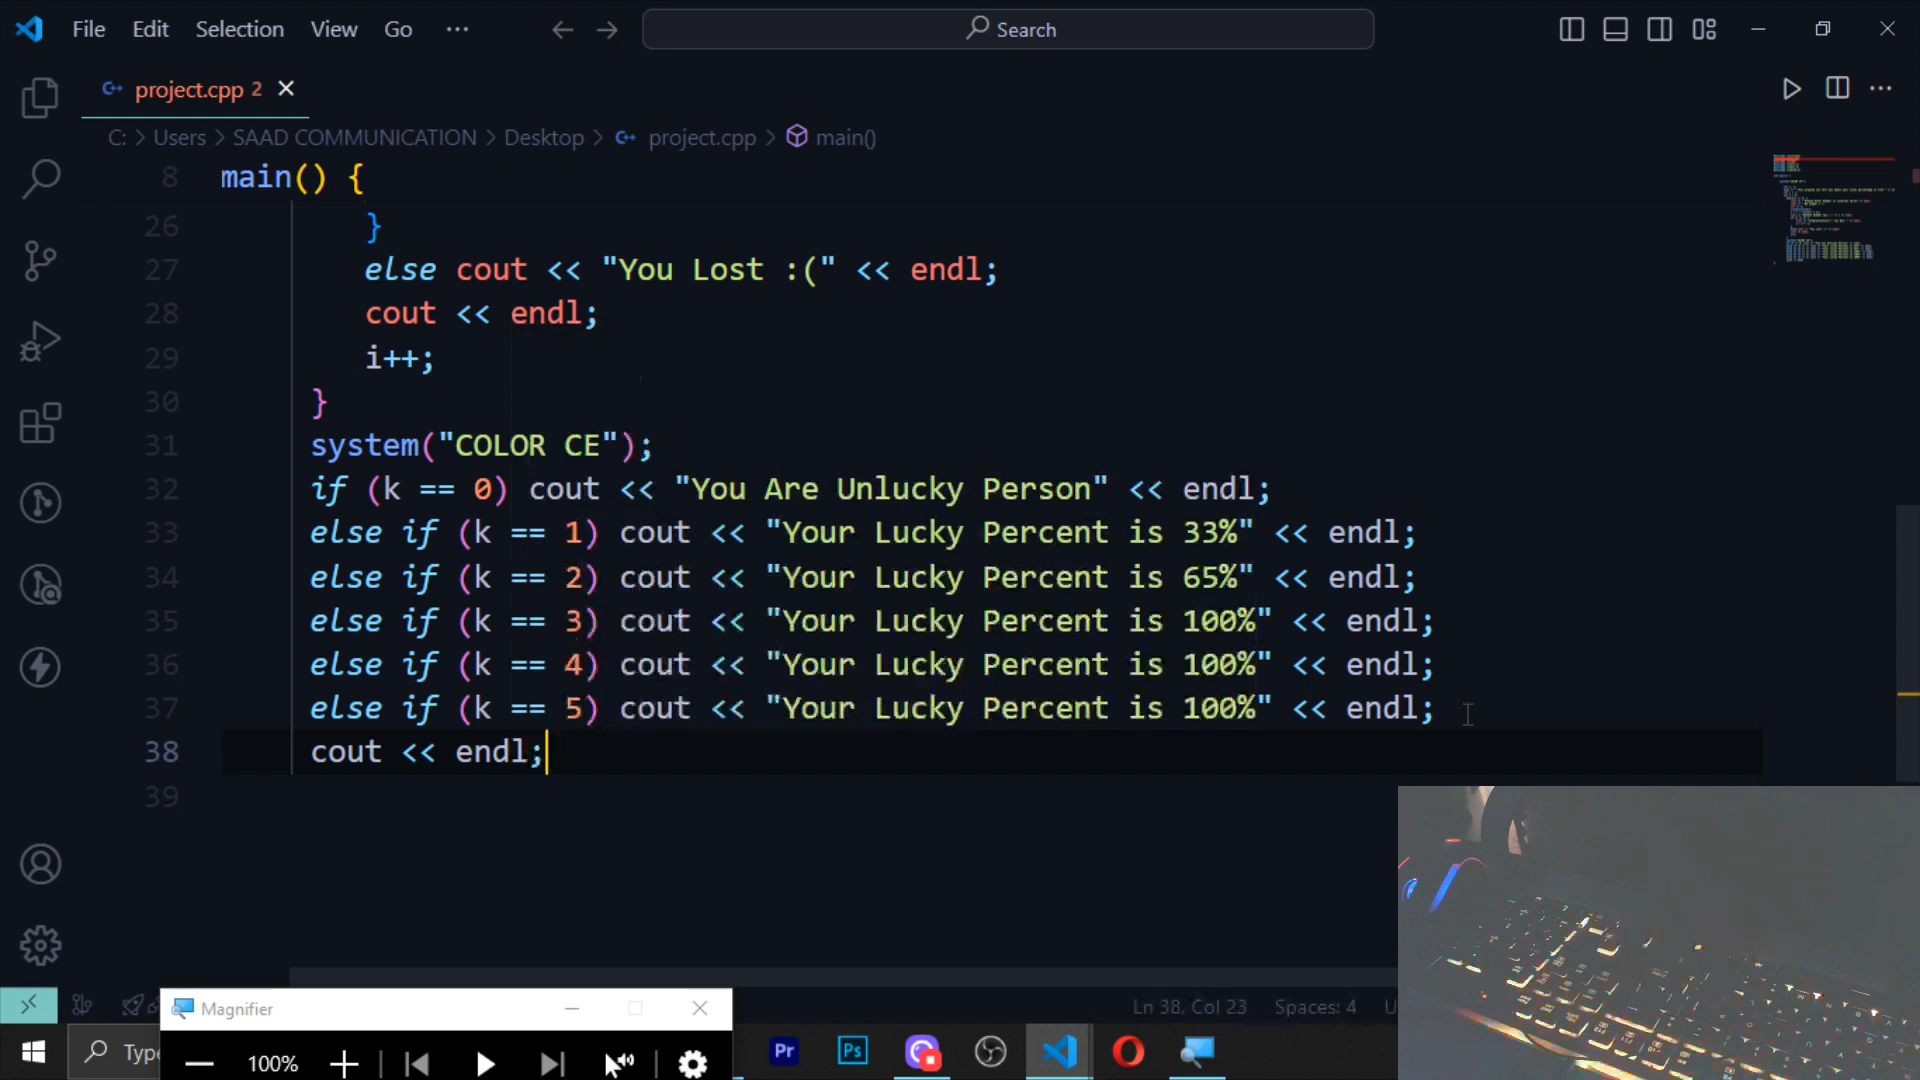 File Edit Selection View Go ··· Search
project.cpp 2
C: > Users > SAAD COMMUNICATION > Desktop > project.cpp > main()
8 main() {
26 }
27 else cout << "You Lost :(" << endl;
28 cout << endl;
29 i++;
30 }
31 system("COLOR CE");
32 if (k == 0) cout << "You Are Unlucky Person" << endl;
33 else if (k == 1) cout << "Your Lucky Percent is 33%" << endl;
34 else if (k == 2) cout << "Your Lucky Percent is 65%" << endl;
35 else if (k == 3) cout << "Your Lucky Percent is 100%" << endl;
36 else if (k == 4) cout << "Your Lucky Percent is 100%" << endl;
37 else if (k == 5) cout << "Your Lucky Percent is 100%" << endl;
38 cout << endl;
39
Magnifier
Ln 38, Col 23 Spaces: 4 U
Type
100%
Pr Ps